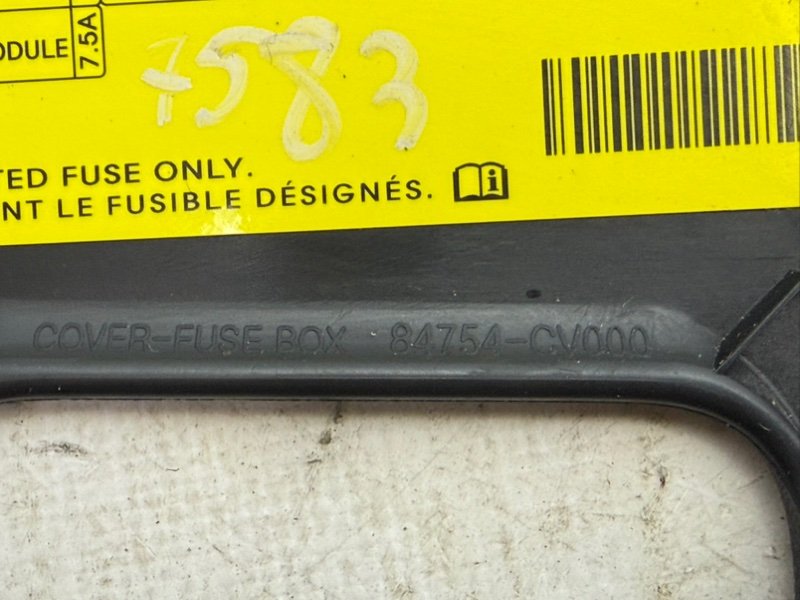 ODULE 7.5A
7583
TED FUSE ONLY.
NT LE FUSIBLE DÉSIGNÉS.
COVER-FUSE BOX 84754-CV000